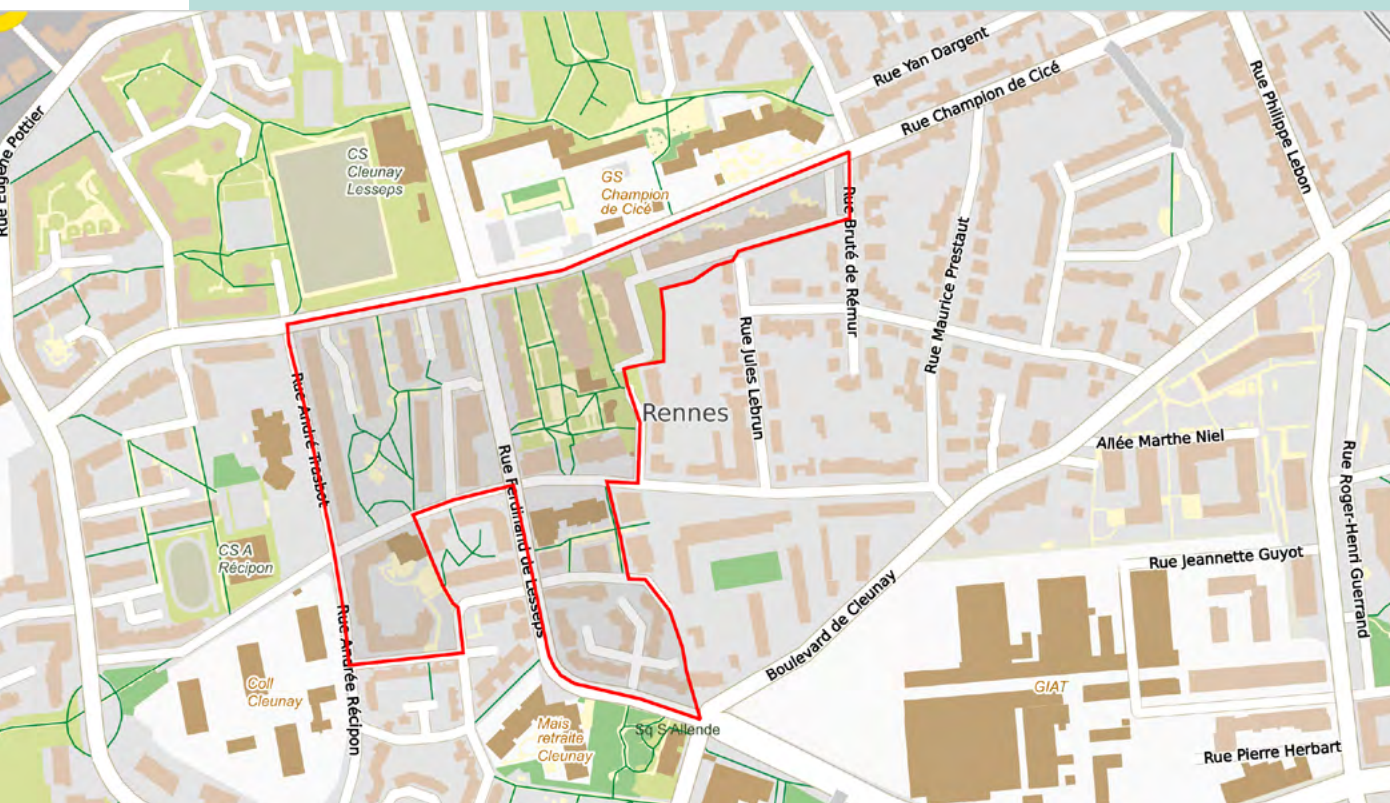 Rue Yan Dargent
Rue Champion de Cicé
Rue Philippe Lebon
Rue Eugène Pottier
CS
Cleunay
Lesseps
GS
Champion
de Cicé
Rue Bruté de Rémur
Rue Maurice Prestaut
Rue Jules Lebrun
Rue André Trasbot
Rennes
Allée Marthe Niel
Rue Ferdinand de Lesseps
Rue Roger-Henri Guerrand
CS A
Récipon
Rue Jeannette Guyot
Boulevard de Cleunay
Rue Andrée Récipon
Coll
Cleunay
GIAT
Mais
retraite
Cleunay
Sq S Allende
Rue Pierre Herbart